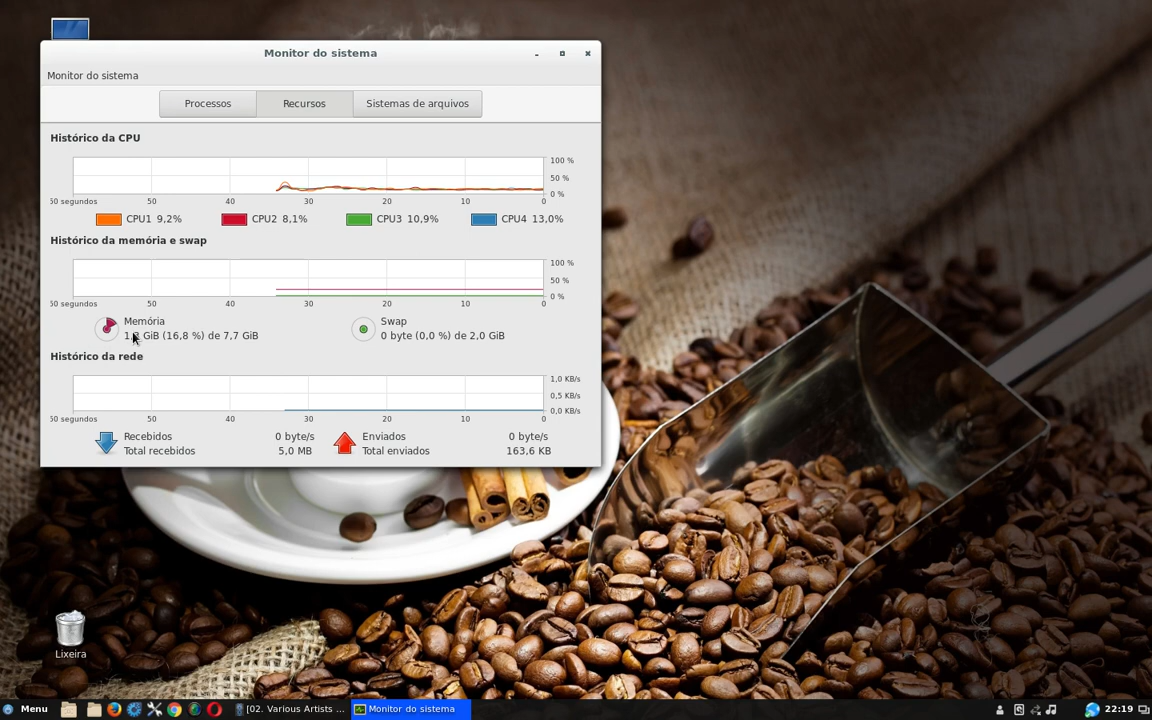 Monitor do sistema
Monitor do sistema
Processos Recursos Sistemas de arquivos
Histórico da CPU
100 %
50 %
0 %
50 40 30 20 10 0
CPU1 9,2% CPU2 8,1% CPU3 10,9% CPU4 13,0%
Histórico da memória e swap
100 %
50 %
0 %
segundos 50 40 30 20 10 0
Memória Swap
GiB (16,8 %) de 7,7 GiB 0 byte (0,0 %) de 2,0 GiB
Histórico da rede
1,0 KB/s
0,5 KB/s
0,0 KB/s
segundos 50 40 30 20 10 0
Recebidos 0 byte/s Enviados 0 byte/s
Total recebidos 5,0 MB Total enviados 163,6 KB
Lixeira
Menu [02. Various Artists ... Monitor do sistema 22:19